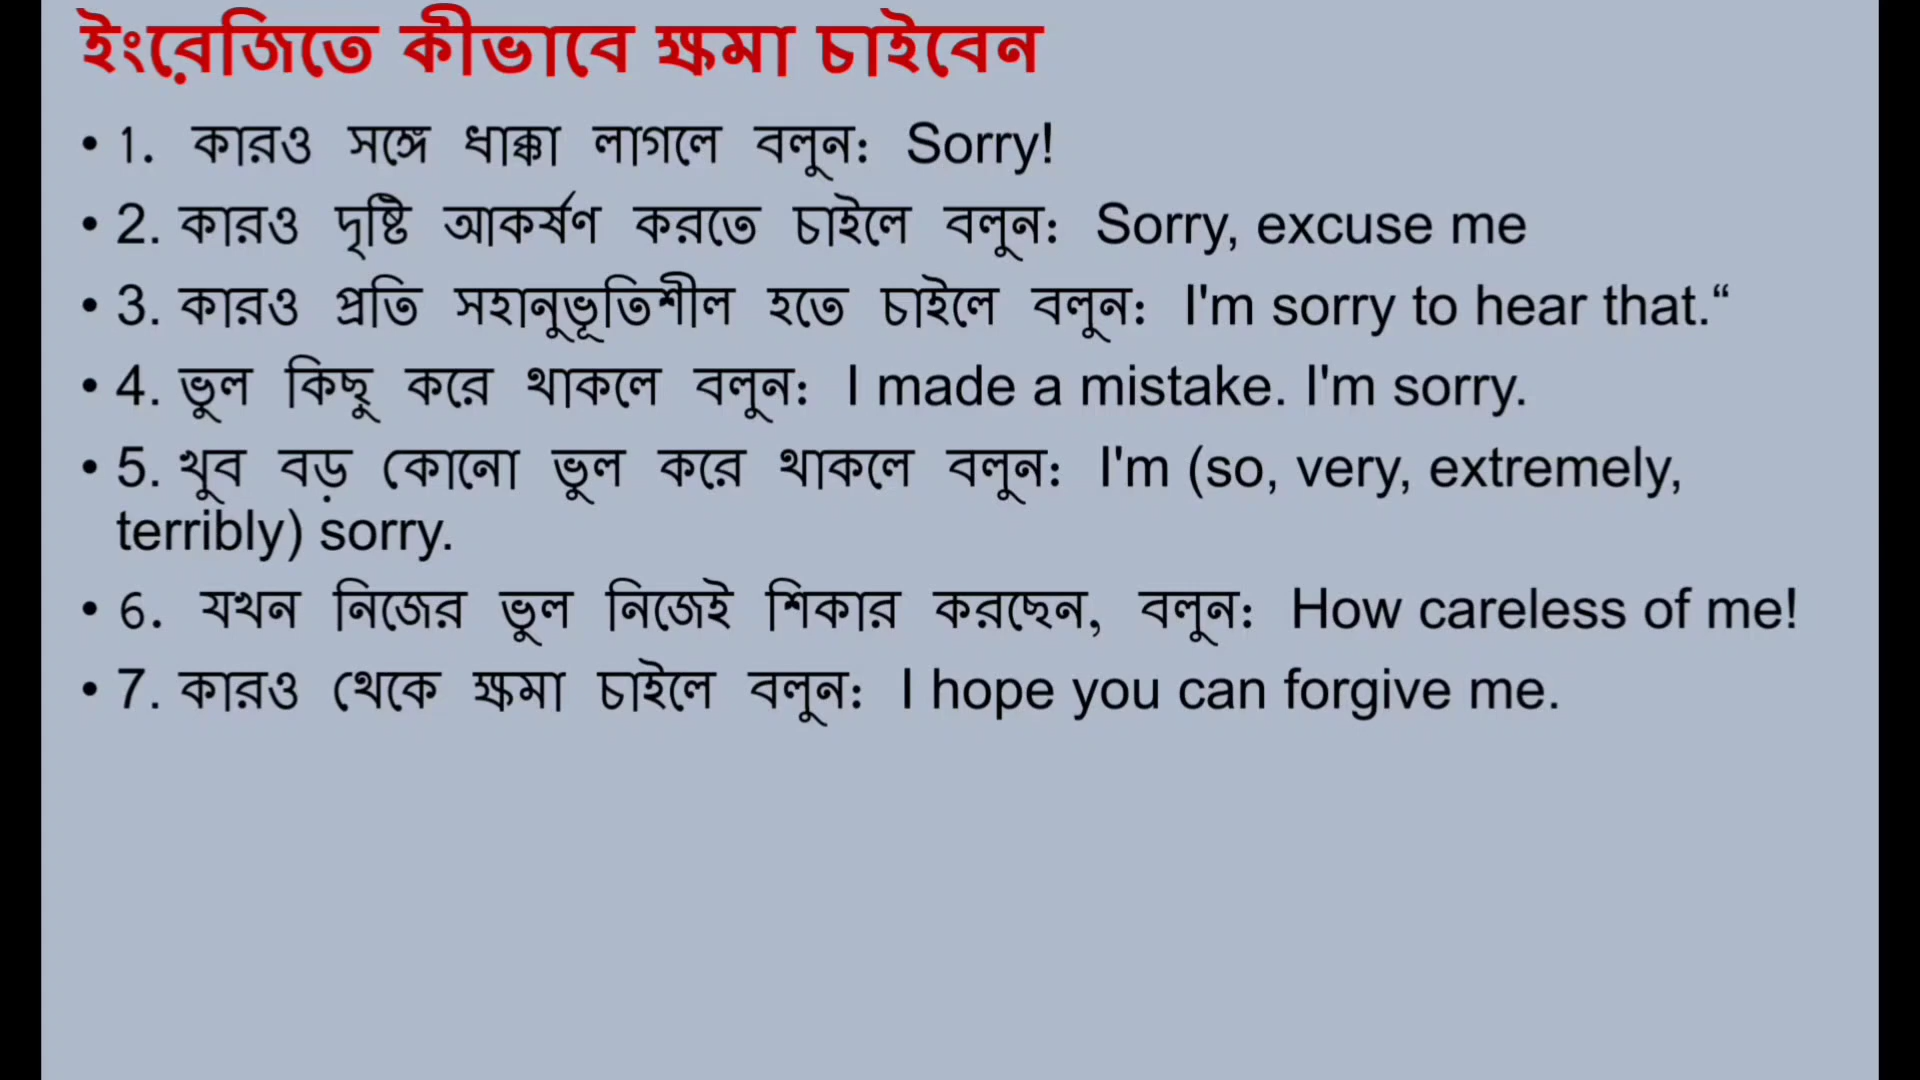 ইংরেজিতে কীভাবে ক্ষমা চাইবেন
• 1. কারও সঙ্গে ধাক্কা লাগলে বলুন: Sorry!
• 2. কারও দৃষ্টি আকর্ষণ করতে চাইলে বলুন: Sorry, excuse me
• 3. কারও প্রতি সহানুভূতিশীল হতে চাইলে বলুন: I'm sorry to hear that.“
• 4. ভুল কিছু করে থাকলে বলুন: I made a mistake. I'm sorry.
• 5. খুব বড় কোনো ভুল করে থাকলে বলুন: I'm (so, very, extremely,
terribly) sorry.
• 6. যখন নিজের ভুল নিজেই শিকার করছেন, বলুন: How careless of me!
• 7. কারও থেকে ক্ষমা চাইলে বলুন: I hope you can forgive me.